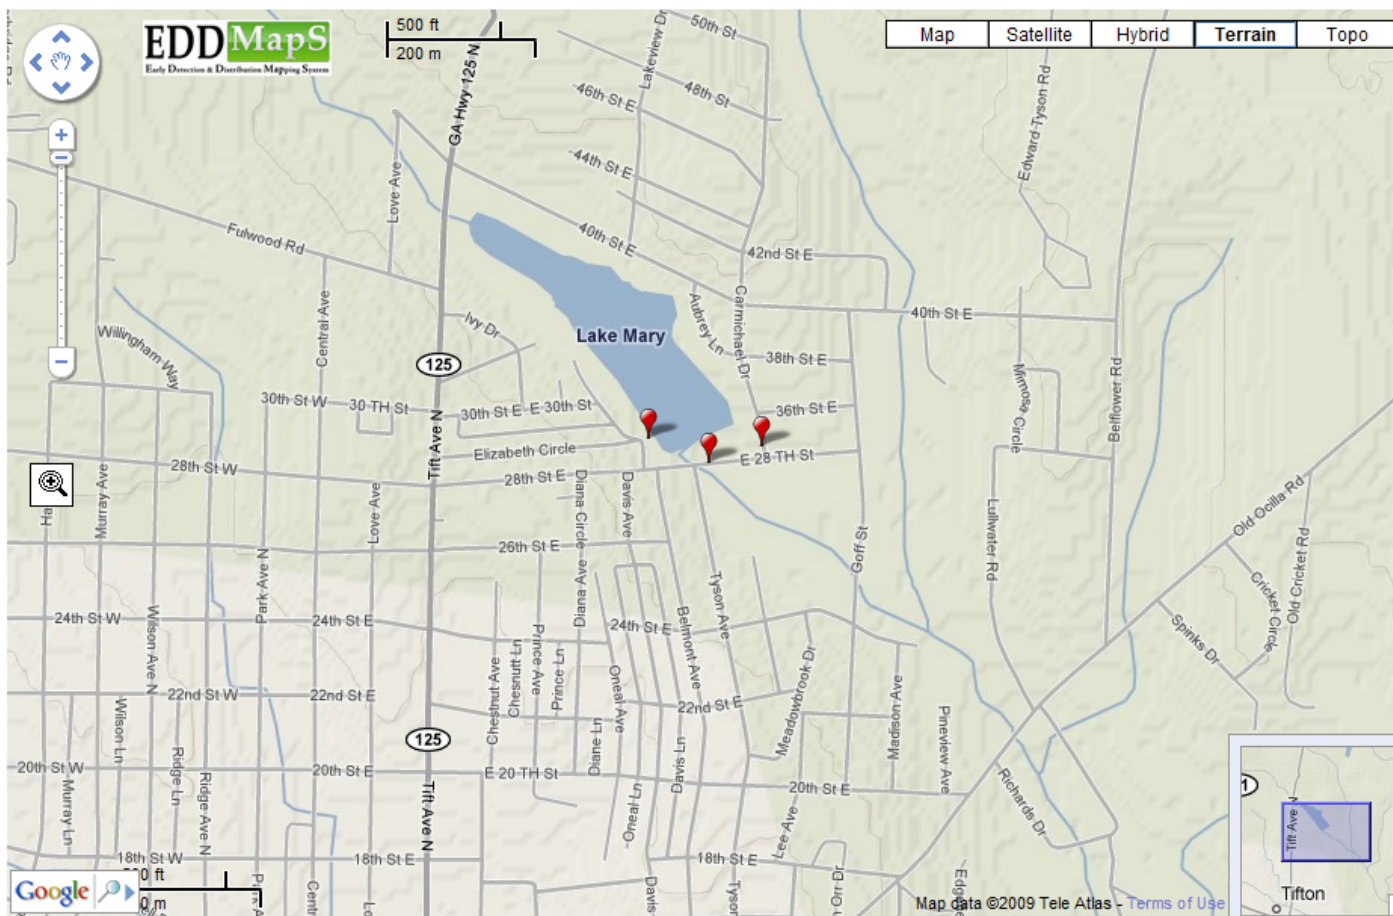 EDDMapS
Early Detection & Distribution Mapping System
500 ft
200 m
Map
Satellite
Hybrid
Terrain
Topo
50th St
Lakeview Dr
GA Hwy 125 N
48th St
46th St E
Edward Tyson Rd
44th St E
Love Ave
40th St E
Fulwood Rd
42nd St E
Carmichael Dr
Aubrey Ln
40th St E
Central Ave
Ivy Dr
Lake Mary
Willingham Way
125
38th St E
Mimosa Circle
Belflower Rd
30th St W
30 TH St
30th St E
E 30th St
36th St E
Tift Ave N
Elizabeth Circle
E 28 TH St
28th St W
28th St E
Murray Ave
Love Ave
Diana Circle
Davis Ave
Old Ocilla Rd
Goff St
Lullwater Rd
26th St E
Park Ave N
Diana Ave
Tyson Ave
Old Cricket Rd
Cricket Circle
24th St W
24th St E
24th St E
Wilson Ave N
Prince Ave
Belmont Ave
Spinks Dr
Chestnut Ave
Chesnutt Ln
Prince Ln
Oneal Ave
Meadowbrook Dr
22nd St W
22nd St E
22nd St E
Madison Ave
Pineview Ave
Wilson Ln
Diane Ln
Davis Ln
125
Ridge Ln
20th St W
20th St E
E 20 TH St
20th St E
Murray Ln
Ridge Ave N
Tift Ave N
Oneal Ln
Lee Ave
Richards Dr
18th St W
18th St E
18th St E
Davis
Tyson
Orr Dr
Tift Ave N
Tifton
Google
Map data ©2009 Tele Atlas - Terms of Use